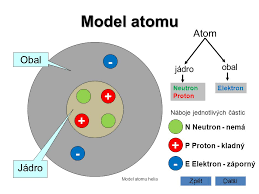 Model atomu
Atom
Obal
jádro
obal
Neutron
Proton
Elektron
Náboje jednotlivých částic
N Neutron - nemá
P Proton - kladný
E Elektron - záporný
Jádro
Model atomu helia
Zpět
Další